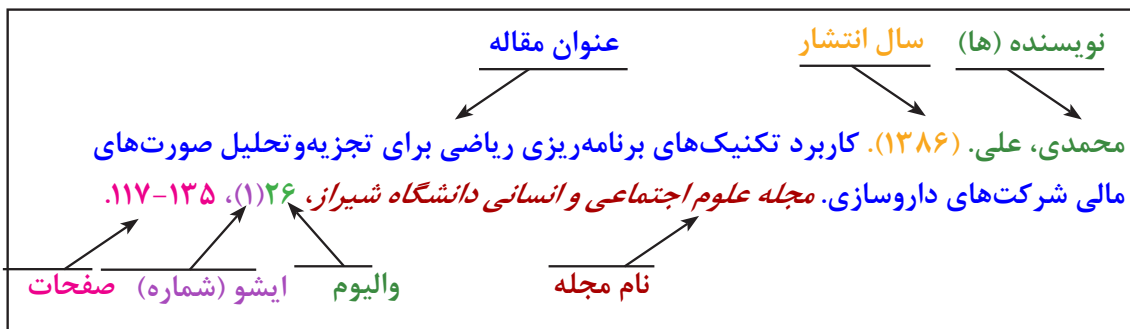 نویسنده (ها) سال انتشار عنوان مقاله
محمدی، علی. (۱۳۸۶). کاربرد تکنیک‌های برنامه‌ریزی ریاضی برای تجزیه‌وتحلیل صورت‌های
مالی شرکت‌های داروسازی. مجله علوم اجتماعی و انسانی دانشگاه شیراز، ۲۶(۱)، ۱۳۵-۱۱۷.
نام مجله والیوم ایشو (شماره) صفحات